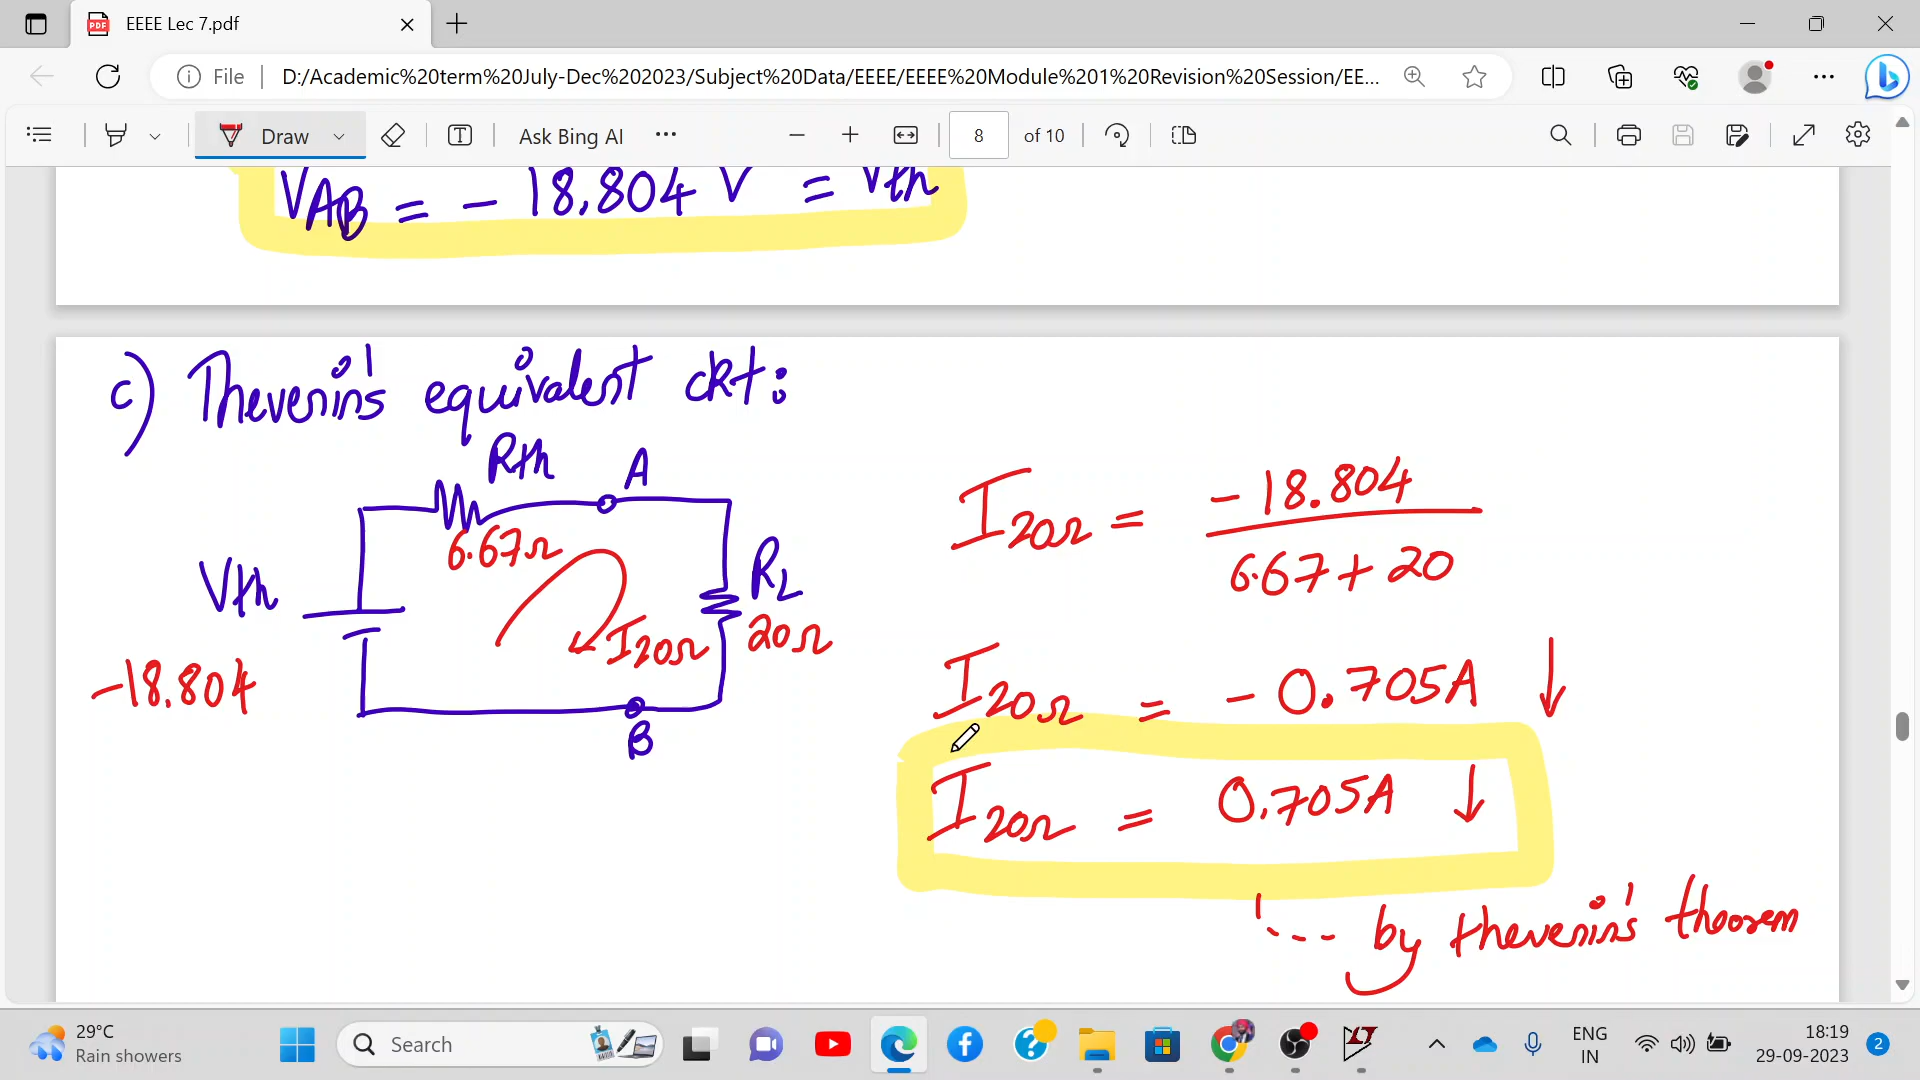 EEEE Lec 7.pdf
File
D:/Academic%20term%20July-Dec%202023/Subject%20Data/EEEE/EEEE%20Module%201%20Revision%20Session/EE...
Draw
Ask Bing AI
8 of 10
VAB = - 18.804 V = Vth
c) Thevenin's equivalent ckt:
Rth
A
6.67Ω
Vth
RL
20Ω
I20Ω
-18.804
B
I20Ω = -18.804
6.67+20
I20Ω = - 0.705A ↓
I20Ω = 0.705A ↓
by thevenin's theorem
29°C
Rain showers
Search
ENG
IN
18:19
29-09-2023
2